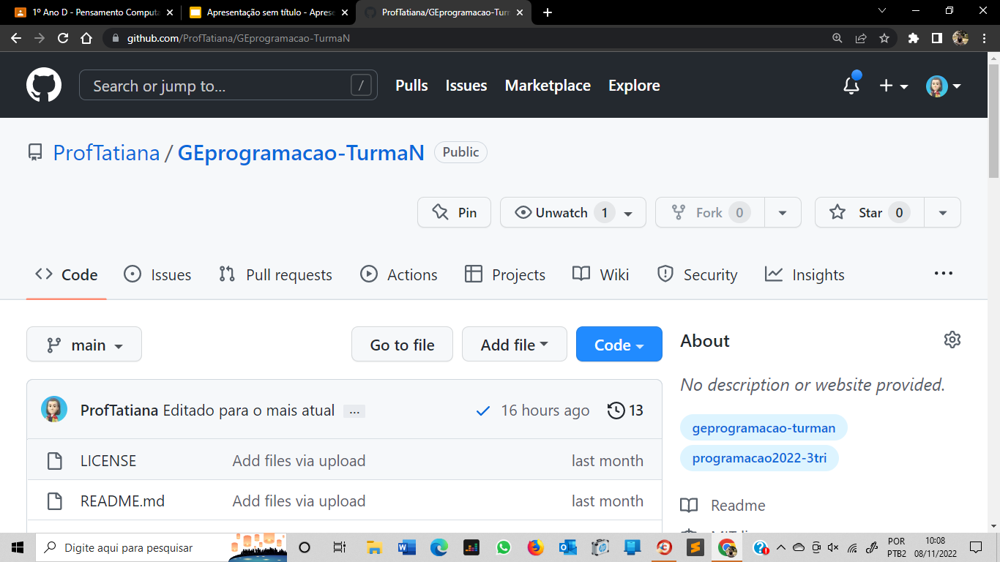 1º Ano D - Pensamento Computa
Apresentação sem título - Aprese
ProfTatiana/GEprogramacao-Turm
github.com/ProfTatiana/GEprogramacao-TurmaN
Search or jump to...
/
Pulls
Issues
Marketplace
Explore
ProfTatiana / GEprogramacao-TurmaN
Public
Pin
Unwatch 1
Fork 0
Star 0
Code
Issues
Pull requests
Actions
Projects
Wiki
Security
Insights
main
Go to file
Add file
Code
About
No description or website provided.
geprogramacao-turman
programacao2022-3tri
Readme
ProfTatiana Editado para o mais atual ... 16 hours ago 13
LICENSE Add files via upload last month
README.md Add files via upload last month
Digite aqui para pesquisar
POR
PTB2
10:08
08/11/2022